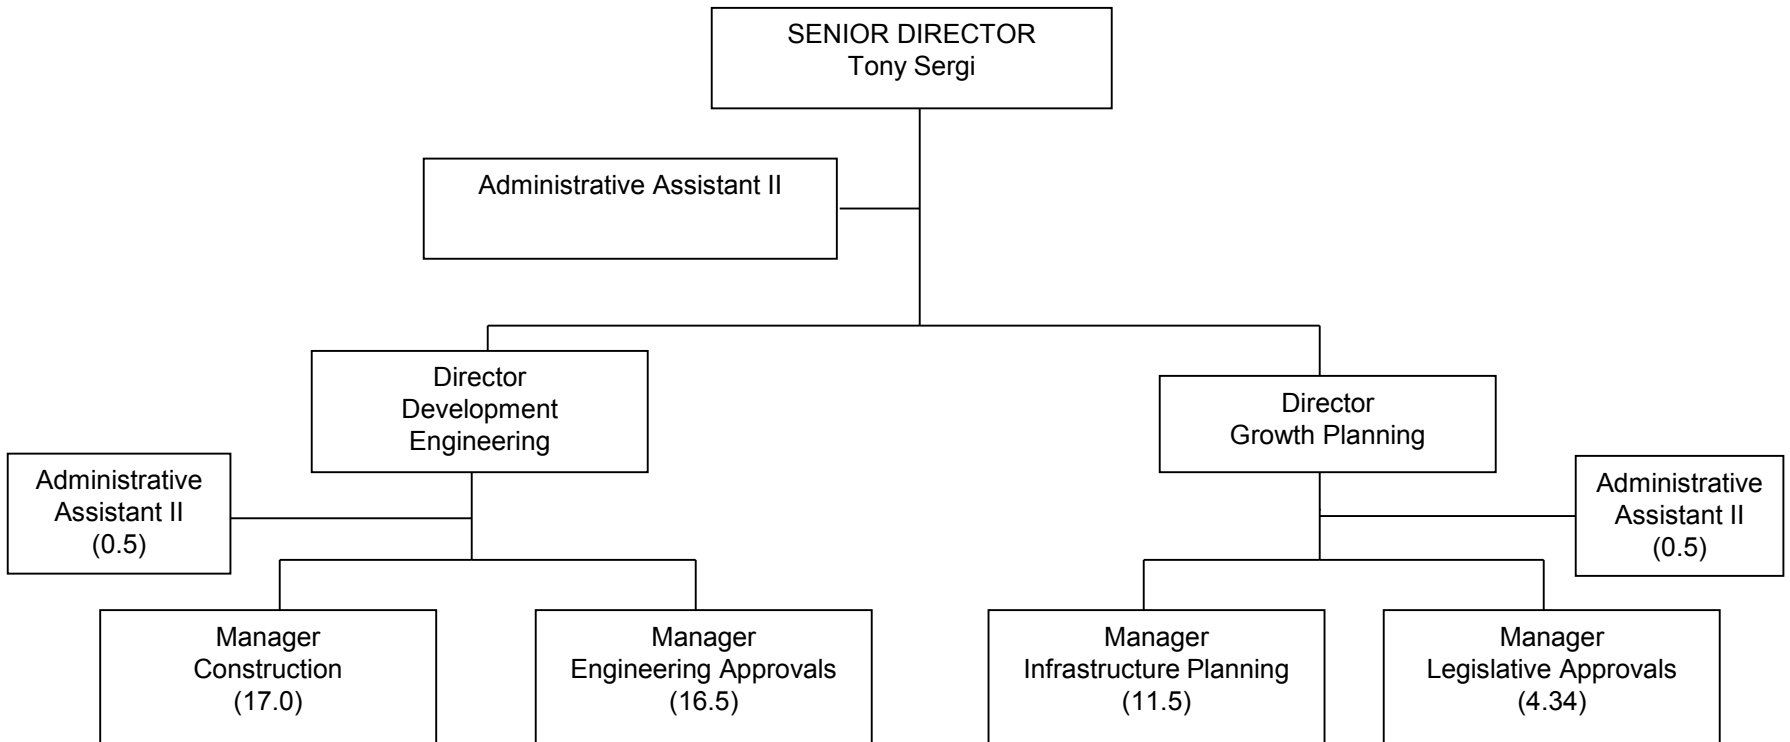 SENIOR DIRECTOR
Tony Sergi
Administrative Assistant II
Director
Development
Engineering
Director
Growth Planning
Administrative
Assistant II
(0.5)
Administrative
Assistant II
(0.5)
Manager
Construction
(17.0)
Manager
Engineering Approvals
(16.5)
Manager
Infrastructure Planning
(11.5)
Manager
Legislative Approvals
(4.34)